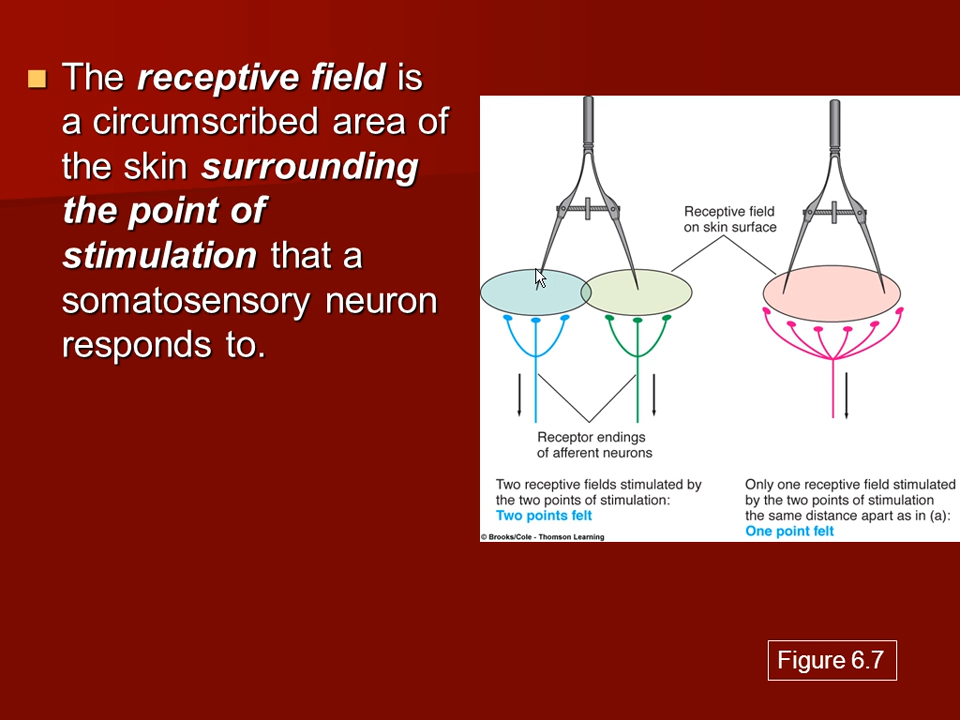 The receptive field is
a circumscribed area of
the skin surrounding
the point of
stimulation that a
somatosensory neuron
responds to.
Receptive field
on skin surface
Receptor endings
of afferent neurons
Two receptive fields stimulated by
the two points of stimulation:
Two points felt
Only one receptive field stimulated
by the two points of stimulation
the same distance apart as in (a):
One point felt
© Brooks/Cole - Thomson Learning
Figure 6.7